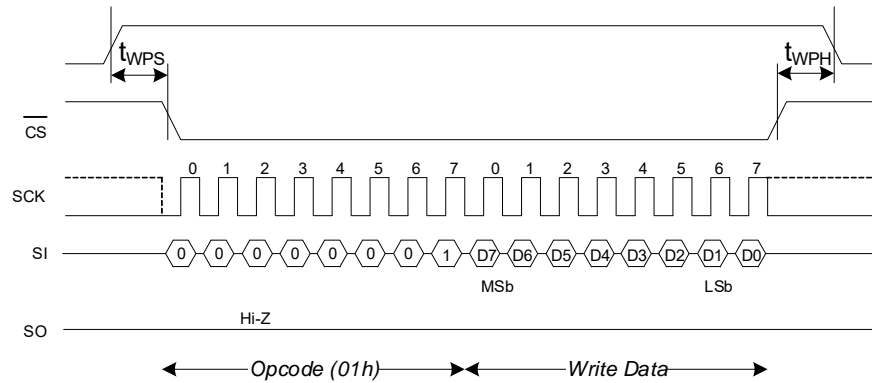 tWPS tWPH
CS
0 1 2 3 4 5 6 7 0 1 2 3 4 5 6 7
SCK
SI 0 0 0 0 0 0 0 1 D7 D6 D5 D4 D3 D2 D1 D0
MSb LSb
Hi-Z
SO
Opcode (01h) Write Data